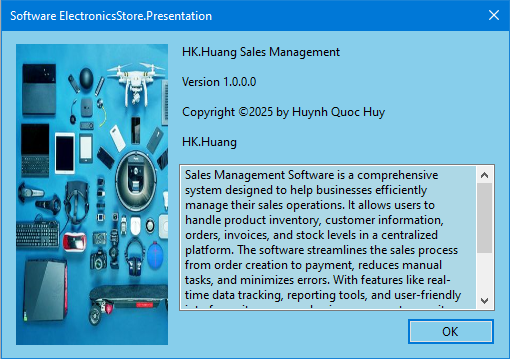 Software ElectronicsStore.Presentation
HK.Huang Sales Management
Version 1.0.0.0
Copyright ©2025 by Huynh Quoc Huy
HK.Huang
Sales Management Software is a comprehensive
system designed to help businesses efficiently
manage their sales operations. It allows users to
handle product inventory, customer information,
orders, invoices, and stock levels in a centralized
platform. The software streamlines the sales process
from order creation to payment, reduces manual
tasks, and minimizes errors. With features like real-
time data tracking, reporting tools, and user-friendly
OK